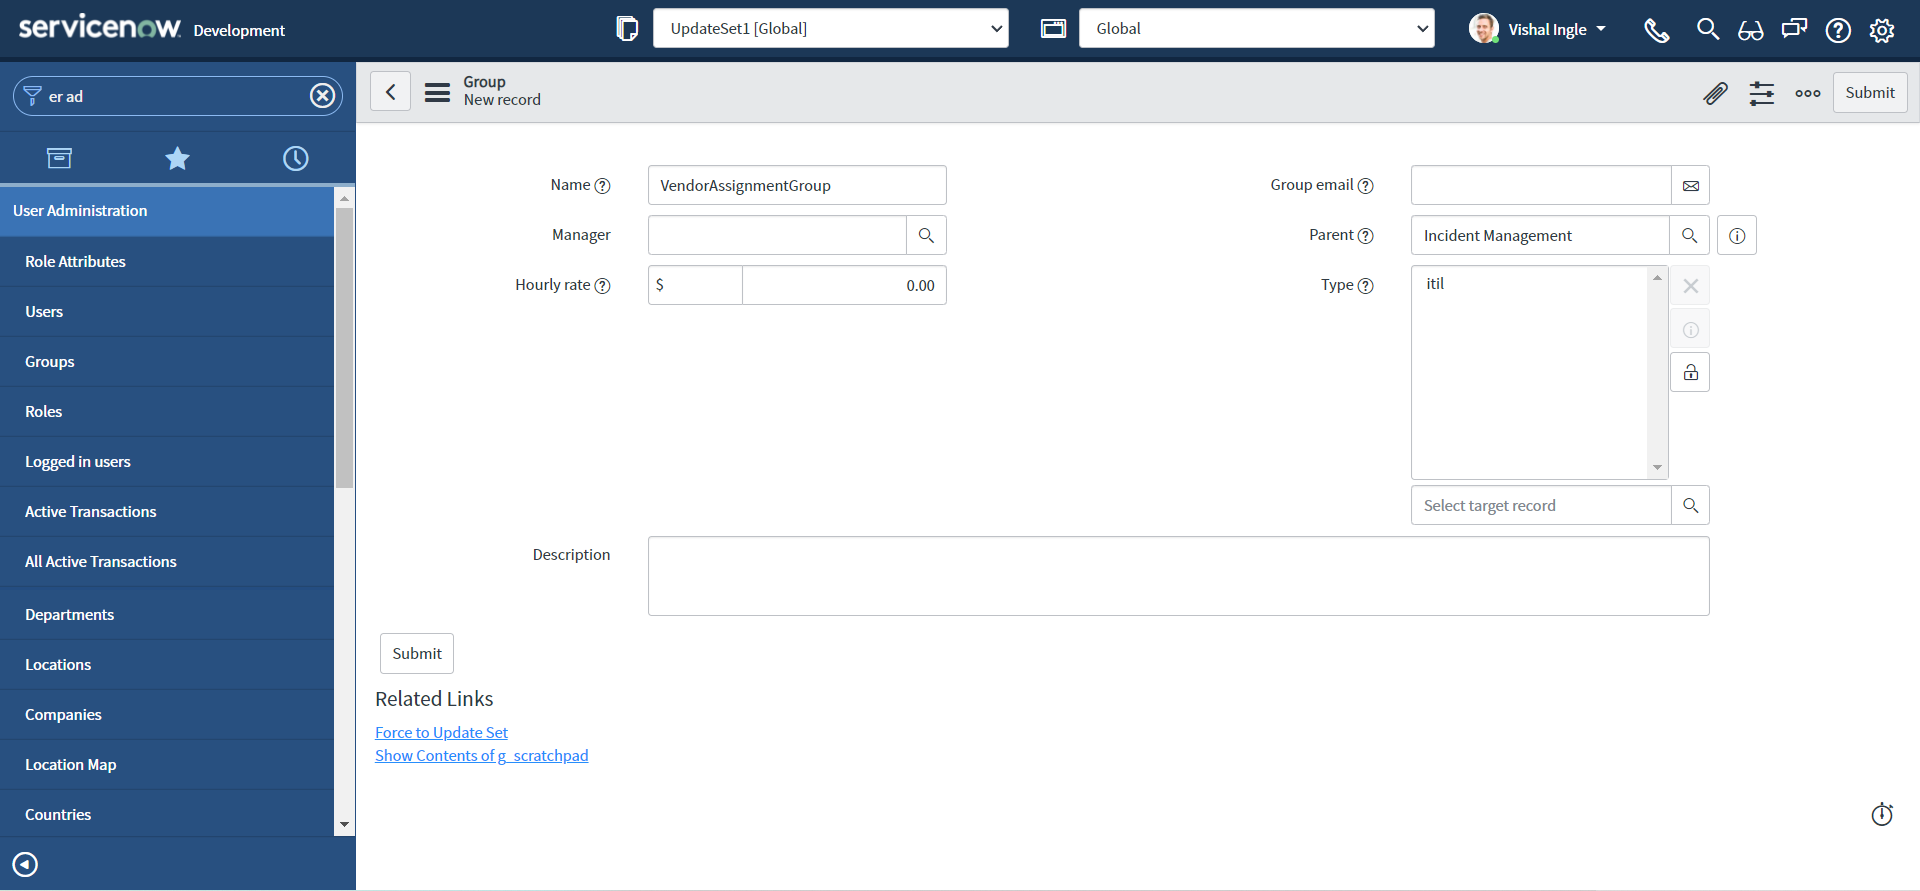 servicenow. Development
UpdateSet1 [Global]
Global
Vishal Ingle
er ad
User Administration
Role Attributes
Users
Groups
Roles
Logged in users
Active Transactions
All Active Transactions
Departments
Locations
Companies
Location Map
Countries
Group
New record
Submit
Name
VendorAssignmentGroup
Group email
Manager
Parent
Incident Management
Hourly rate
$
0.00
Type
itil
Select target record
Description
Submit
Related Links
Force to Update Set
Show Contents of g_scratchpad